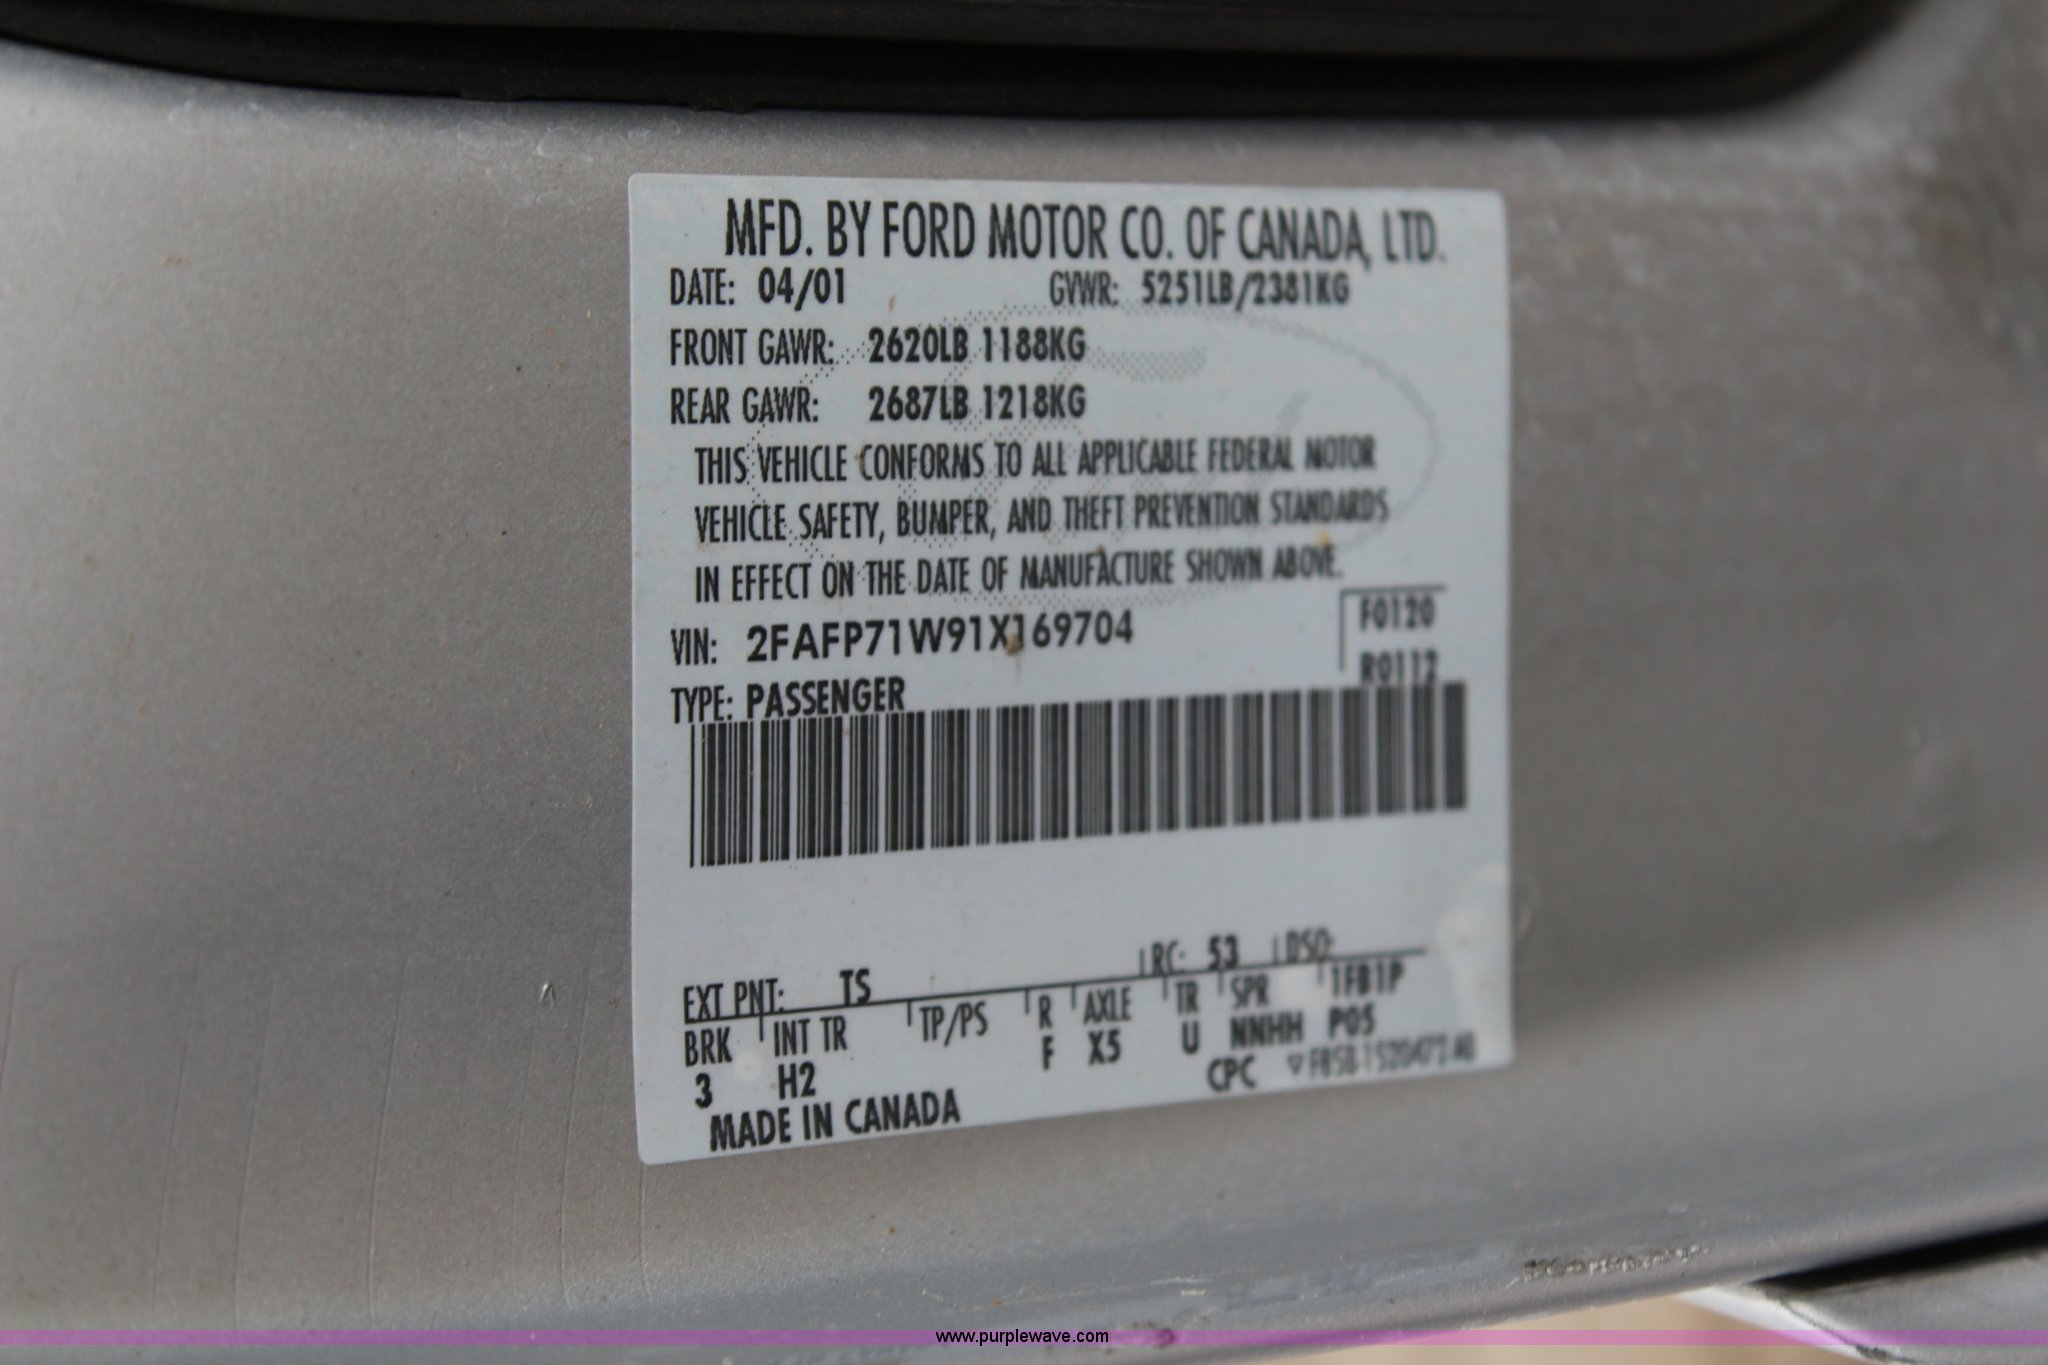 MFD. BY FORD MOTOR CO. OF CANADA, LTD.
DATE: 04/01 GVWR: 5251LB/2381KG
FRONT GAWR: 2620LB 1188KG
REAR GAWR: 2687LB 1218KG
THIS VEHICLE CONFORMS TO ALL APPLICABLE FEDERAL MOTOR
VEHICLE SAFETY, BUMPER, AND THEFT PREVENTION STANDARDS
IN EFFECT ON THE DATE OF MANUFACTURE SHOWN ABOVE.
VIN: 2FAFP71W91X169704 F0120
TYPE: PASSENGER R0112
EXT PNT: TS RC: 53 DSO:
BRK INT TR TP/PS R AXLE TR SPR 1FB1P
3 H2 F X5 U NNHH P05
MADE IN CANADA CPC
www.purplewave.com